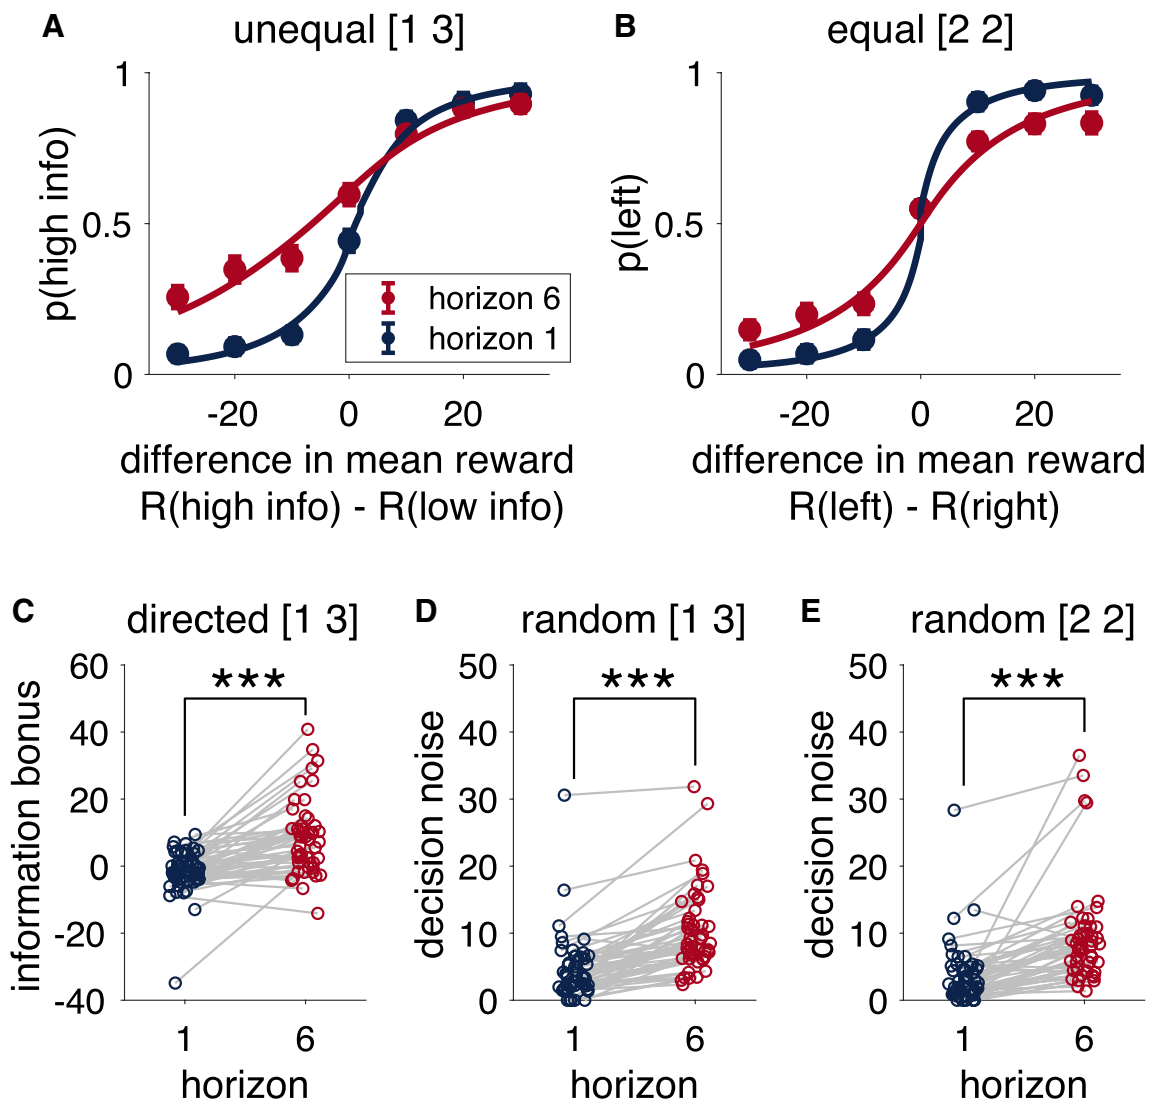 A
unequal [1 3]
p(high info)
1
0.5
0
-20
0
20
difference in mean reward
R(high info) - R(low info)
horizon 6
horizon 1
B
equal [2 2]
p(left)
1
0.5
0
-20
0
20
difference in mean reward
R(left) - R(right)
C
directed [1 3]
information bonus
60
40
20
0
-20
-40
***
1
6
horizon
D
random [1 3]
decision noise
50
40
30
20
10
0
***
1
6
horizon
E
random [2 2]
decision noise
50
40
30
20
10
0
***
1
6
horizon